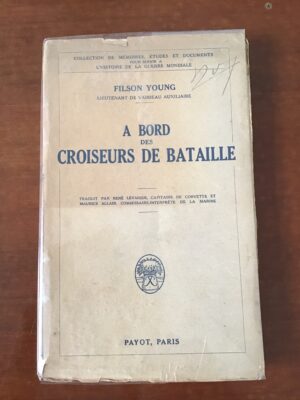 COLLECTION DE MÉMOIRES, ÉTUDES ET DOCUMENTS
POUR SERVIR A
L'HISTOIRE DE LA GUERRE MONDIALE
FILSON YOUNG
LIEUTENANT DE VAISSEAU AUXILIAIRE
A BORD
DES
CROISEURS DE BATAILLE
TRADUIT PAR RENÉ LEVAIQUE, CAPITAINE DE CORVETTE ET
MAURICE ALLAIN COMMISSAIRE-INTERPRÈTE DE LA MARINE
PAYOT, PARIS